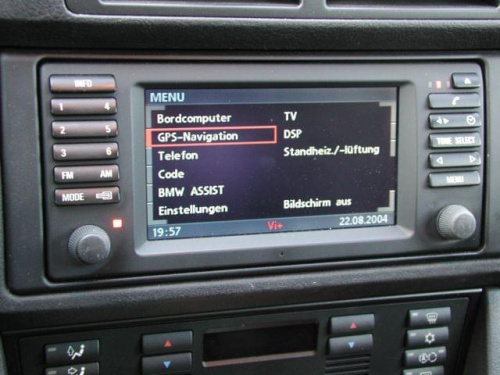 INFO
1 4
2 5
3 6
FM AM
MODE
MENU
Bordcomputer TV
GPS-Navigation DSP
Telefon Standheiz./-lüftung
Code
BMW ASSIST
Einstellungen Bildschirm aus
19:57 Vi+ 22.08.2004
TONE SELECT
MENU